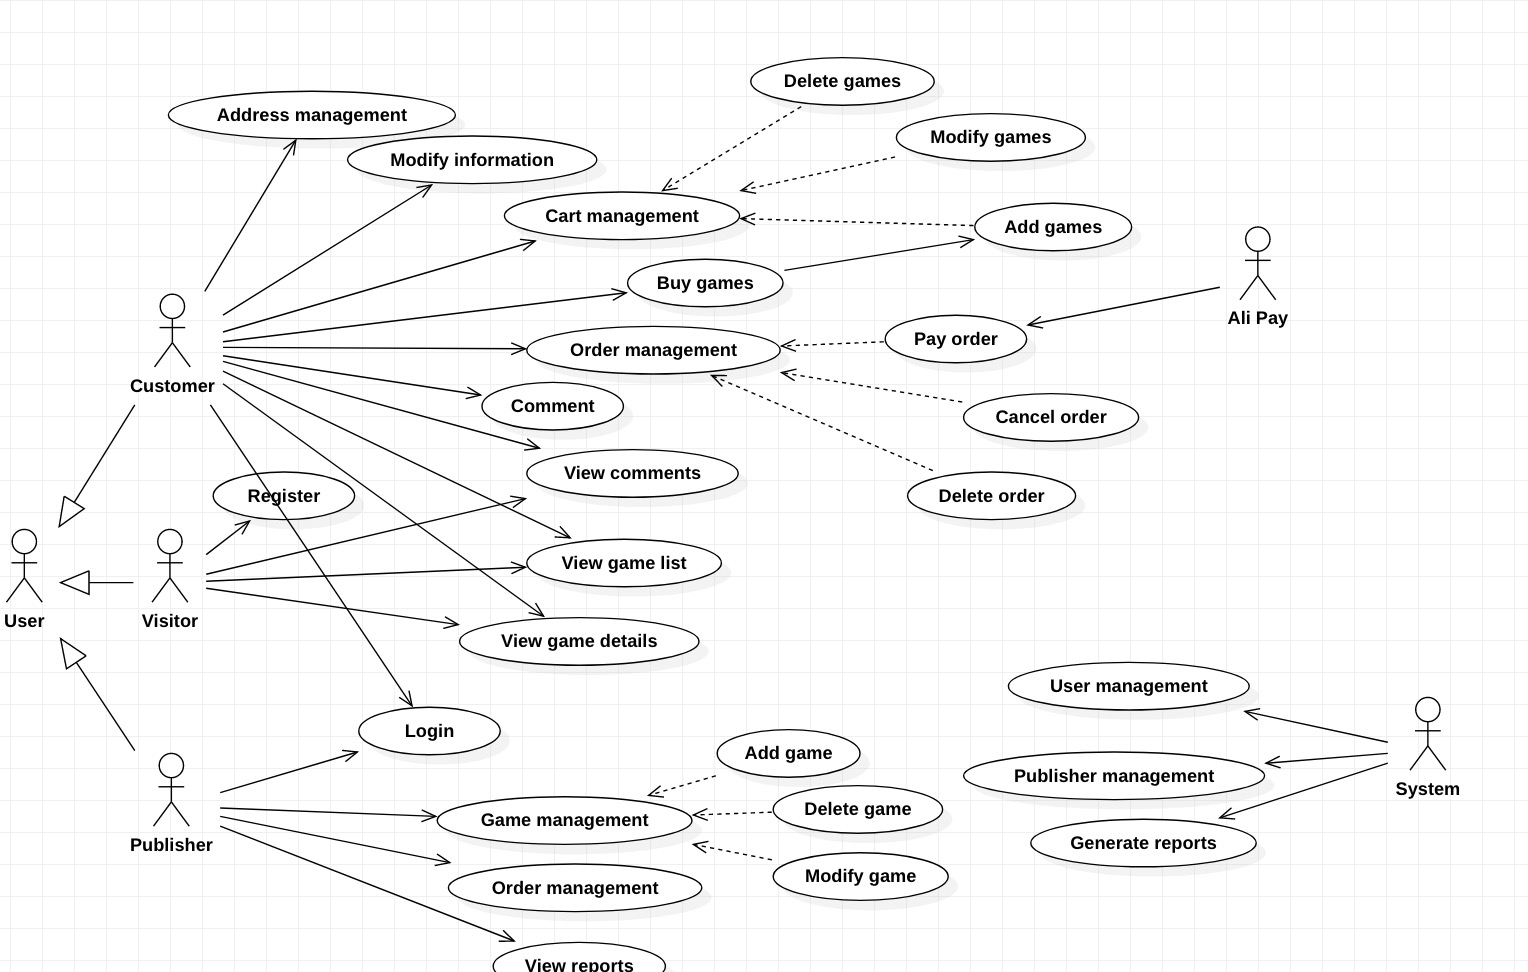 Delete games
Address management
Modify games
Modify information
Cart management
Add games
Buy games
Ali Pay
Pay order
Order management
Customer
Comment
Cancel order
View comments
Register
Delete order
View game list
User
Visitor
View game details
User management
Login
Add game
Publisher management
System
Delete game
Game management
Publisher
Generate reports
Modify game
Order management
View reports